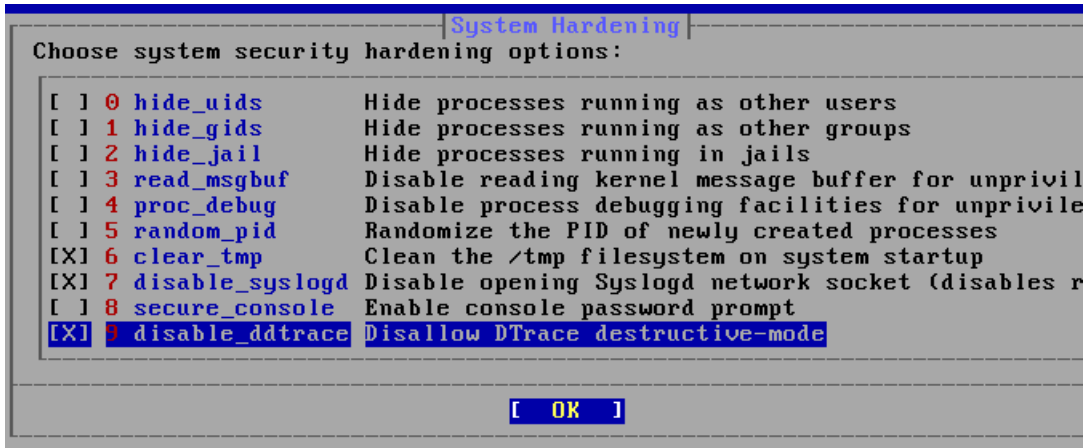 System Hardening
Choose system security hardening options:
[ ] 0 hide_uids Hide processes running as other users
[ ] 1 hide_gids Hide processes running as other groups
[ ] 2 hide_jail Hide processes running in jails
[ ] 3 read_msgbuf Disable reading kernel message buffer for unprivil
[ ] 4 proc_debug Disable process debugging facilities for unprivile
[ ] 5 random_pid Randomize the PID of newly created processes
[X] 6 clear_tmp Clean the /tmp filesystem on system startup
[X] 7 disable_syslogd Disable opening Syslogd network socket (disables r
[ ] 8 secure_console Enable console password prompt
[X] 9 disable_ddtrace Disallow DTrace destructive-mode
[ OK ]